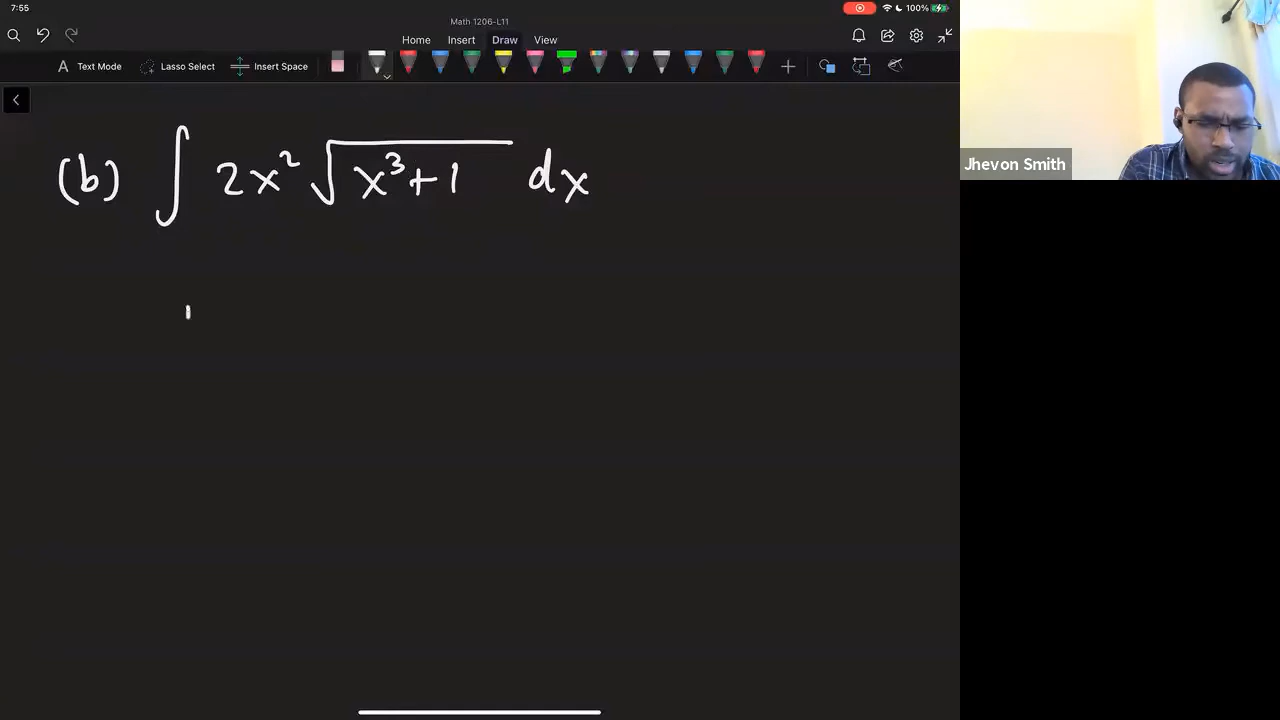 7:55
100%
Math 1206-L11
Home Insert Draw View
Text Mode Lasso Select Insert Space
(b) ∫ 2x² √(x³+1) dx
Jhevon Smith